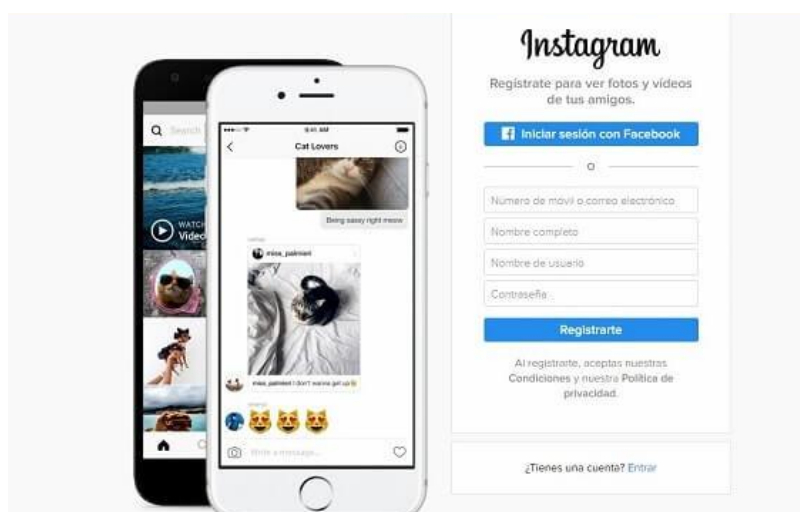 Search
WATCH
Video
9:41 AM
Cat Lovers
Being sassy right meow
misa_palmieri
misa_palmieri I don't wanna get up
Write a message...
Instagram
Regístrate para ver fotos y vídeos
de tus amigos.
Iniciar sesión con Facebook
O
Número de móvil o correo electrónico
Nombre completo
Nombre de usuario
Contraseña
Registrarte
Al registrarte, aceptas nuestras
Condiciones y nuestra Política de
privacidad.
¿Tienes una cuenta? Entrar